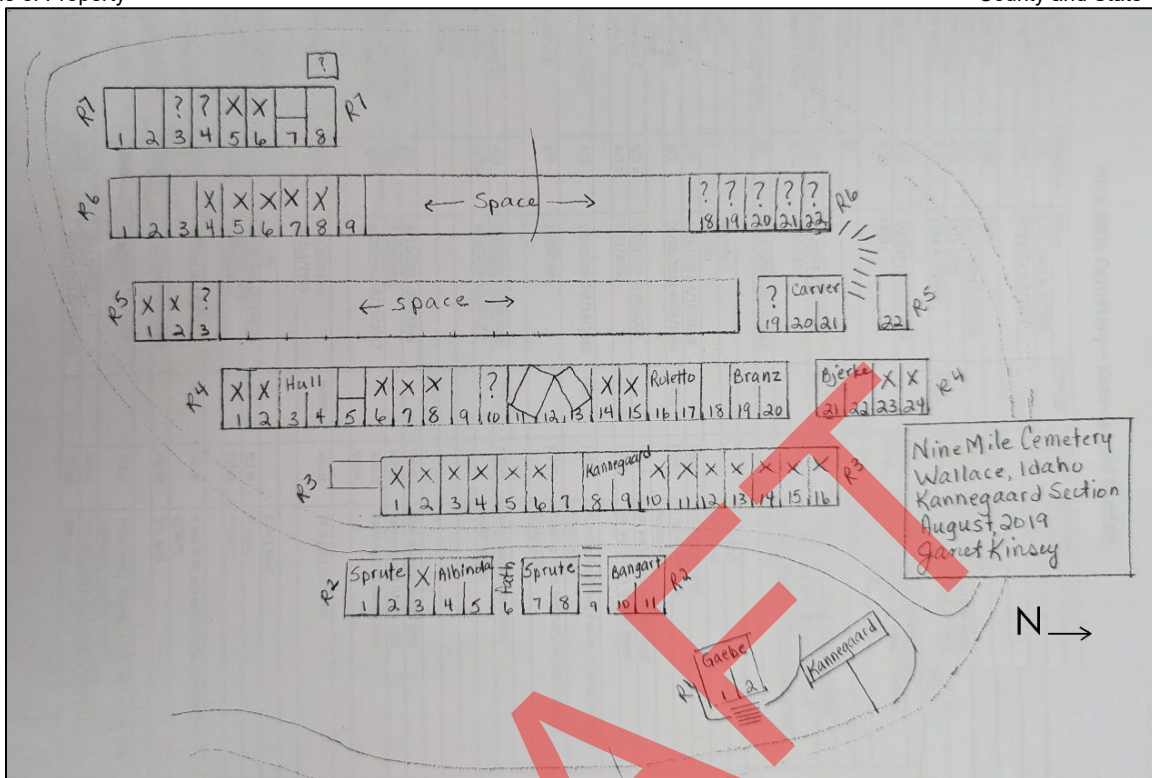 County and State
?
R7 ? ? X X R7
1 2 3 4 5 6 7 8
R6 X X X X X ← Space → ? ? ? ? ? R6
1 2 3 4 5 6 7 8 9 18 19 20 21 22
R5 X X ? ← space → ? Carver R5
1 2 3 19 20 21 22
R4 X X Hull X X X ? X X Roletto Branz Bjerke X X R4
1 2 3 4 5 6 7 8 9 10 11 12 13 14 15 16 17 18 19 20 21 22 23 24
R3 X X X X X X Kannegaard X X X X X X X R3
1 2 3 4 5 6 7 8 9 10 11 12 13 14 15 16
Nine Mile Cemetery
Wallace, Idaho
Kannegaard Section
August, 2019
Janet Kinsey
R2 Sprute X Albinola Path Sprute Bangart R2
1 2 3 4 5 6 7 8 9 10 11
N →
R1 Gaebe Kannegaard
1 2
DRAFT